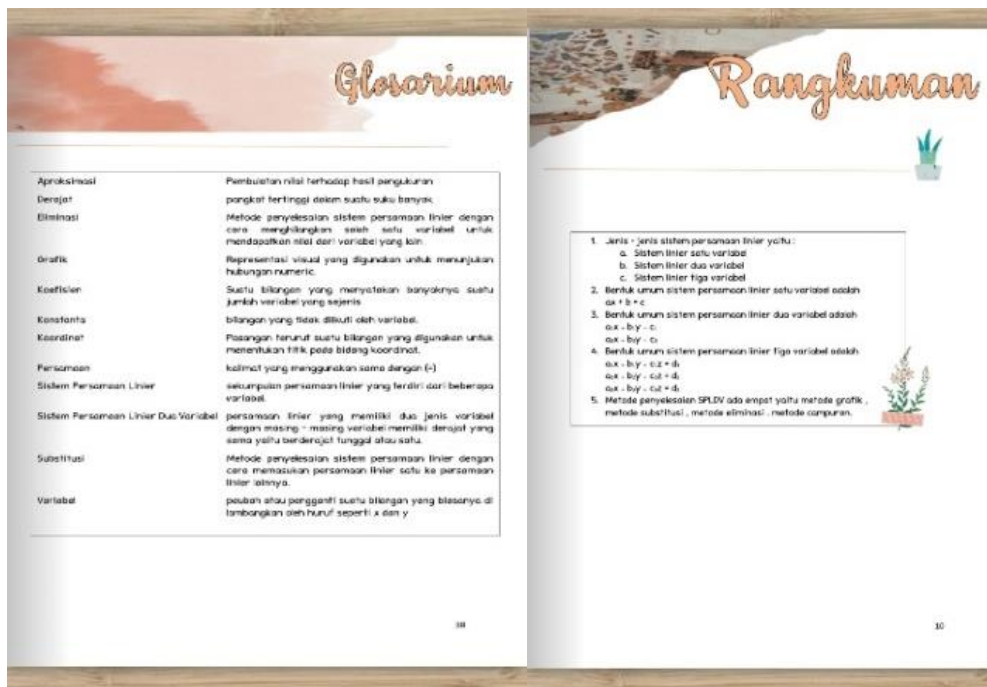 Glosarium
Aproksimasi Pembulatan nilai terhadap hasil pengukuran
Derajat pangkat tertinggi dalam suatu suku banyak
Eliminasi Metode penyelesaian sistem persamaan linier dengan
cara menghilangkan salah satu variabel untuk
mendapatkan nilai dari variabel yang lain
Grafik Representasi visual yang digunakan untuk menunjukan
hubungan numeric.
Koefisien Suatu bilangan yang menyatakan banyaknya suatu
jumlah variabel yang sejenis
Konstanta bilangan yang tidak diikuti oleh variabel.
Koordinat Pasangan terurut suatu bilangan yang digunakan untuk
menentukan titik pada bidang koordinat.
Persamaan kalimat yang menggunakan sama dengan (=)
Sistem Persamaan Linier sekumpulan persamaan linier yang terdiri dari beberapa
variabel.
Sistem Persamaan Linier Dua Variabel persamaan linier yang memiliki dua jenis variabel
dengan masing - masing variabel memiliki derajat yang
sama yaitu berderajat tunggal atau satu.
Substitusi Metode penyelesaian sistem persamaan linier dengan
cara memasukan persamaan linier satu ke persamaan
linier lainnya.
Variabel peubah atau pengganti suatu bilangan yang biasanya di
lambangkan oleh huruf seperti x dan y
Rangkuman
1. Jenis - jenis sistem persamaan linier yaitu :
a. Sistem linier satu variabel
b. Sistem linier dua variabel
c. Sistem linier tiga variabel
2. Bentuk umum sistem persamaan linier satu variabel adalah
ax + b = c
3. Bentuk umum sistem persamaan linier dua variabel adalah
4. Bentuk umum sistem persamaan linier tiga variabel adalah
5. Metode penyelesaian SPLDV ada empat yaitu metode grafik ,
metode substitusi , metode eliminasi , metode campuran.
10